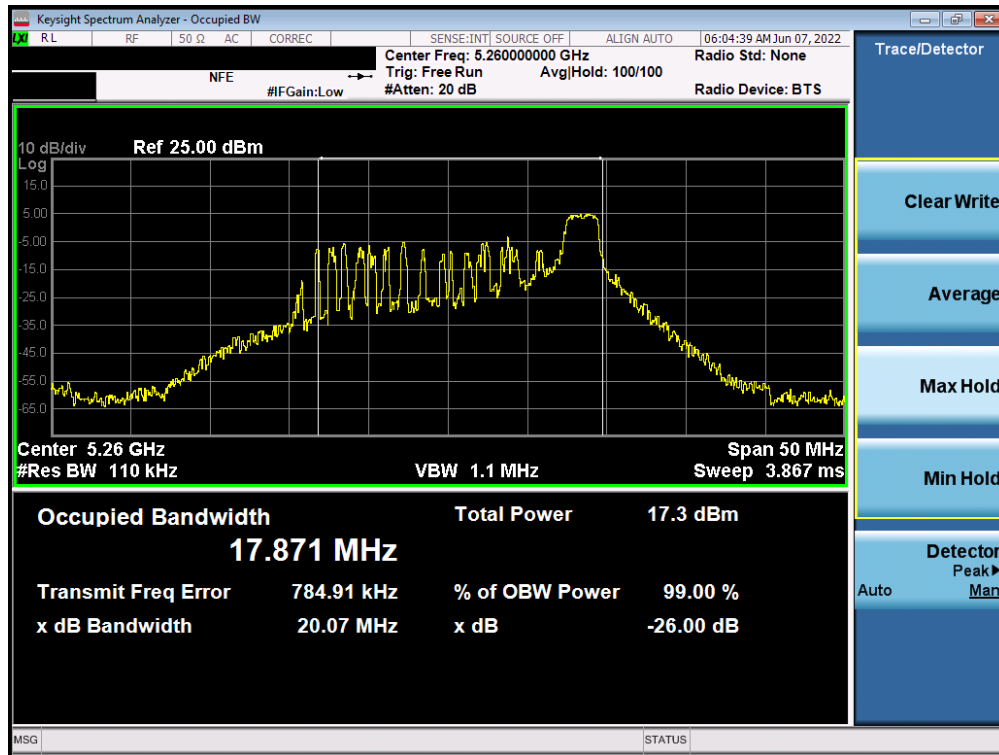 Keysight Spectrum Analyzer - Occupied BW
LXI RL RF 50 Ω AC CORREC SENSE:INT SOURCE OFF ALIGN AUTO 06:04:39 AM Jun 07, 2022
Center Freq: 5.260000000 GHz Radio Std: None
NFE Trig: Free Run Avg|Hold: 100/100
#IFGain:Low #Atten: 20 dB Radio Device: BTS
Trace/Detector
10 dB/div Ref 25.00 dBm
Log
15.0
5.00
-5.00
-15.0
-25.0
-35.0
-45.0
-55.0
-65.0
Center 5.26 GHz Span 50 MHz
#Res BW 110 kHz VBW 1.1 MHz Sweep 3.867 ms
Occupied Bandwidth Total Power 17.3 dBm
17.871 MHz
Transmit Freq Error 784.91 kHz % of OBW Power 99.00 %
x dB Bandwidth 20.07 MHz x dB -26.00 dB
Clear Write
Average
Max Hold
Min Hold
Detector
Peak
Auto Man
MSG STATUS